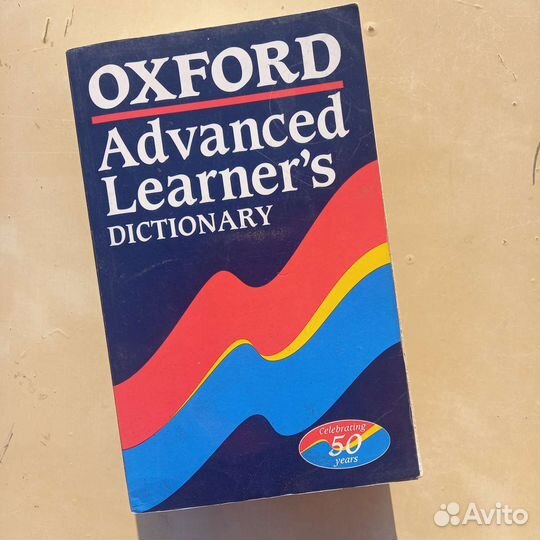 OXFORD
Advanced
Learner's
DICTIONARY
Celebrating
50
years
Avito